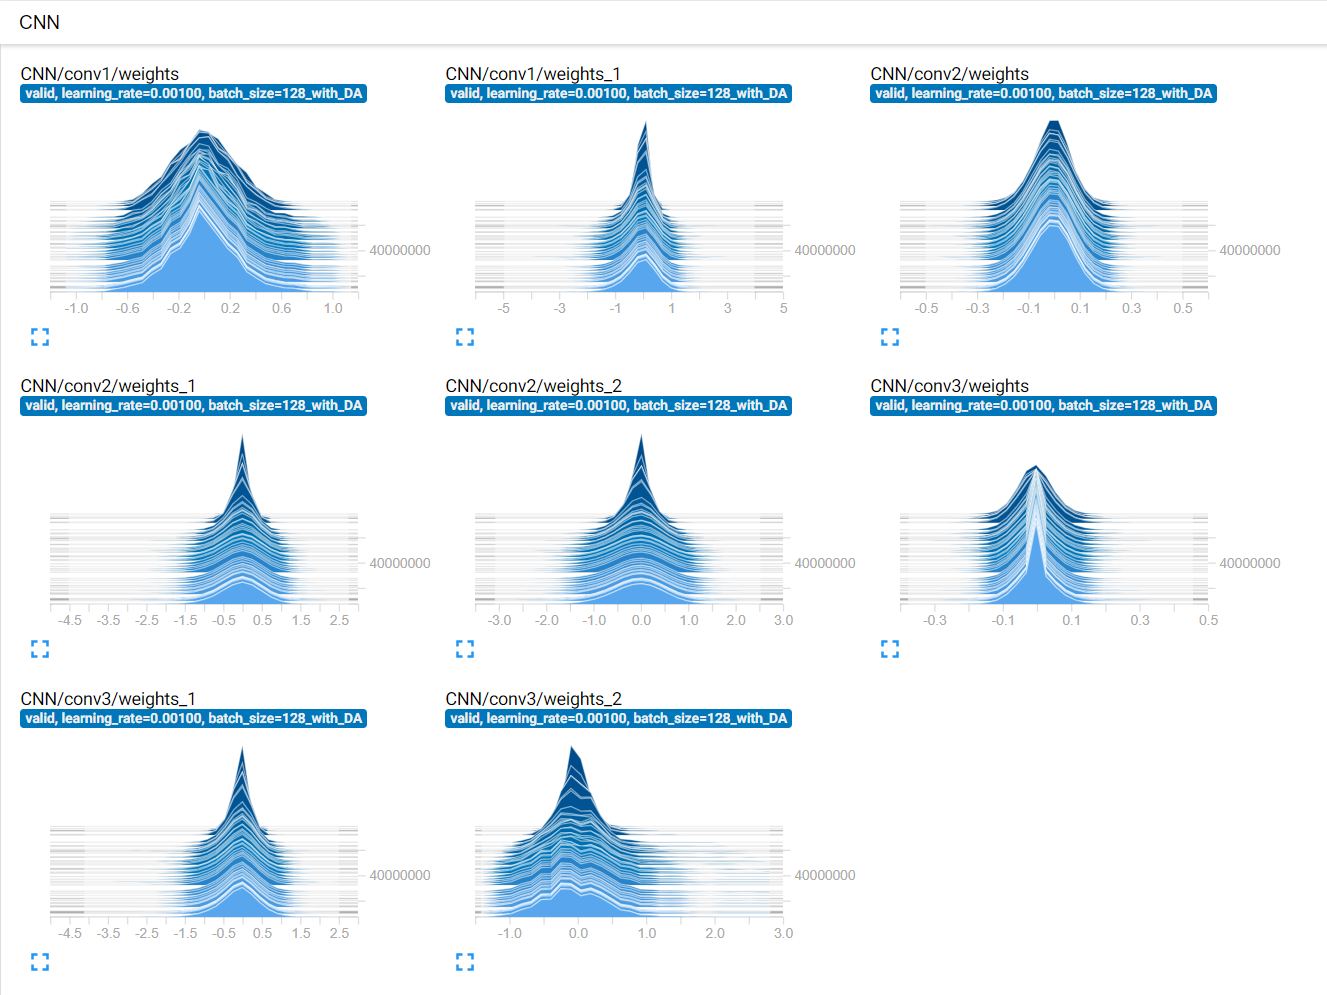 CNN
CNN/conv1/weights
valid, learning_rate=0.00100, batch_size=128_with_DA
40000000
-1.0 -0.6 -0.2 0.2 0.6 1.0
CNN/conv1/weights_1
valid, learning_rate=0.00100, batch_size=128_with_DA
40000000
-5 -3 -1 1 3 5
CNN/conv2/weights
valid, learning_rate=0.00100, batch_size=128_with_DA
40000000
-0.5 -0.3 -0.1 0.1 0.3 0.5
CNN/conv2/weights_1
valid, learning_rate=0.00100, batch_size=128_with_DA
40000000
-4.5 -3.5 -2.5 -1.5 -0.5 0.5 1.5 2.5
CNN/conv2/weights_2
valid, learning_rate=0.00100, batch_size=128_with_DA
40000000
-3.0 -2.0 -1.0 0.0 1.0 2.0 3.0
CNN/conv3/weights
valid, learning_rate=0.00100, batch_size=128_with_DA
40000000
-0.3 -0.1 0.1 0.3 0.5
CNN/conv3/weights_1
valid, learning_rate=0.00100, batch_size=128_with_DA
40000000
-4.5 -3.5 -2.5 -1.5 -0.5 0.5 1.5 2.5
CNN/conv3/weights_2
valid, learning_rate=0.00100, batch_size=128_with_DA
40000000
-1.0 0.0 1.0 2.0 3.0